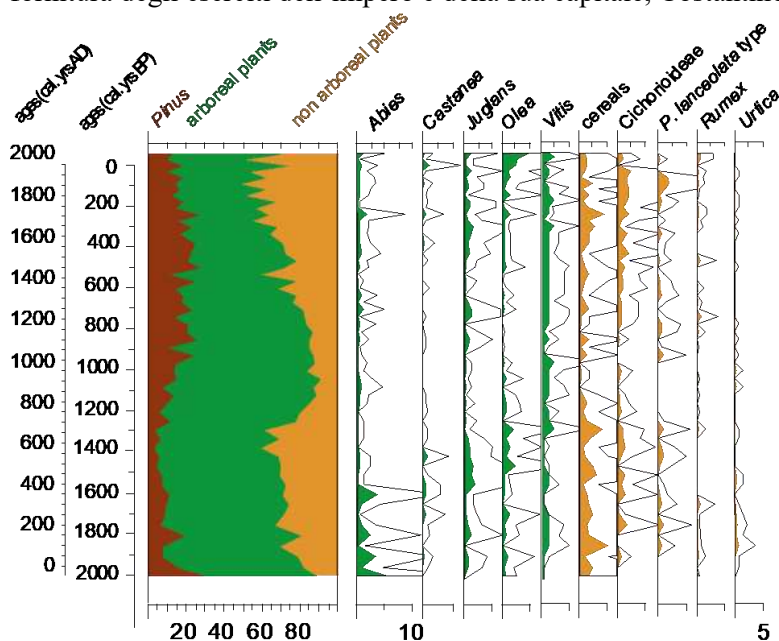 ages(cal.yrsAD)
ages(cal.yrsBP)
Pinus
arboreal plants
non arboreal plants
Abies
Castanea
Juglans
Olea
Vitis
cereals
Cichorioideae
P. lanceolata type
Rumex
Urtica
2000
1800
1600
1400
1200
1000
800
600
400
200
0
0
200
400
600
800
1000
1200
1400
1600
1800
2000
20 40 60 80
10
5